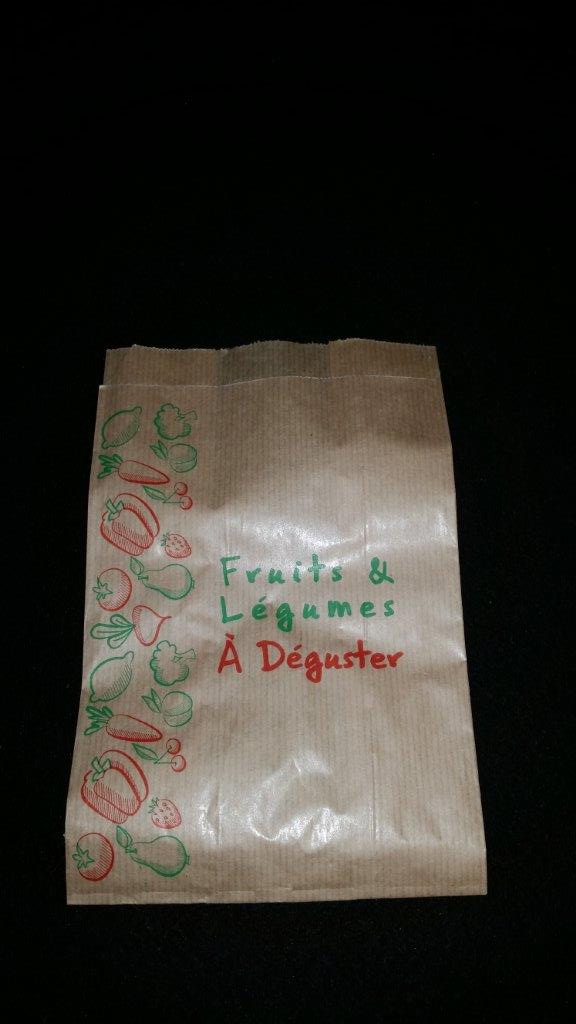 Fruits &
Légumes
À Déguster